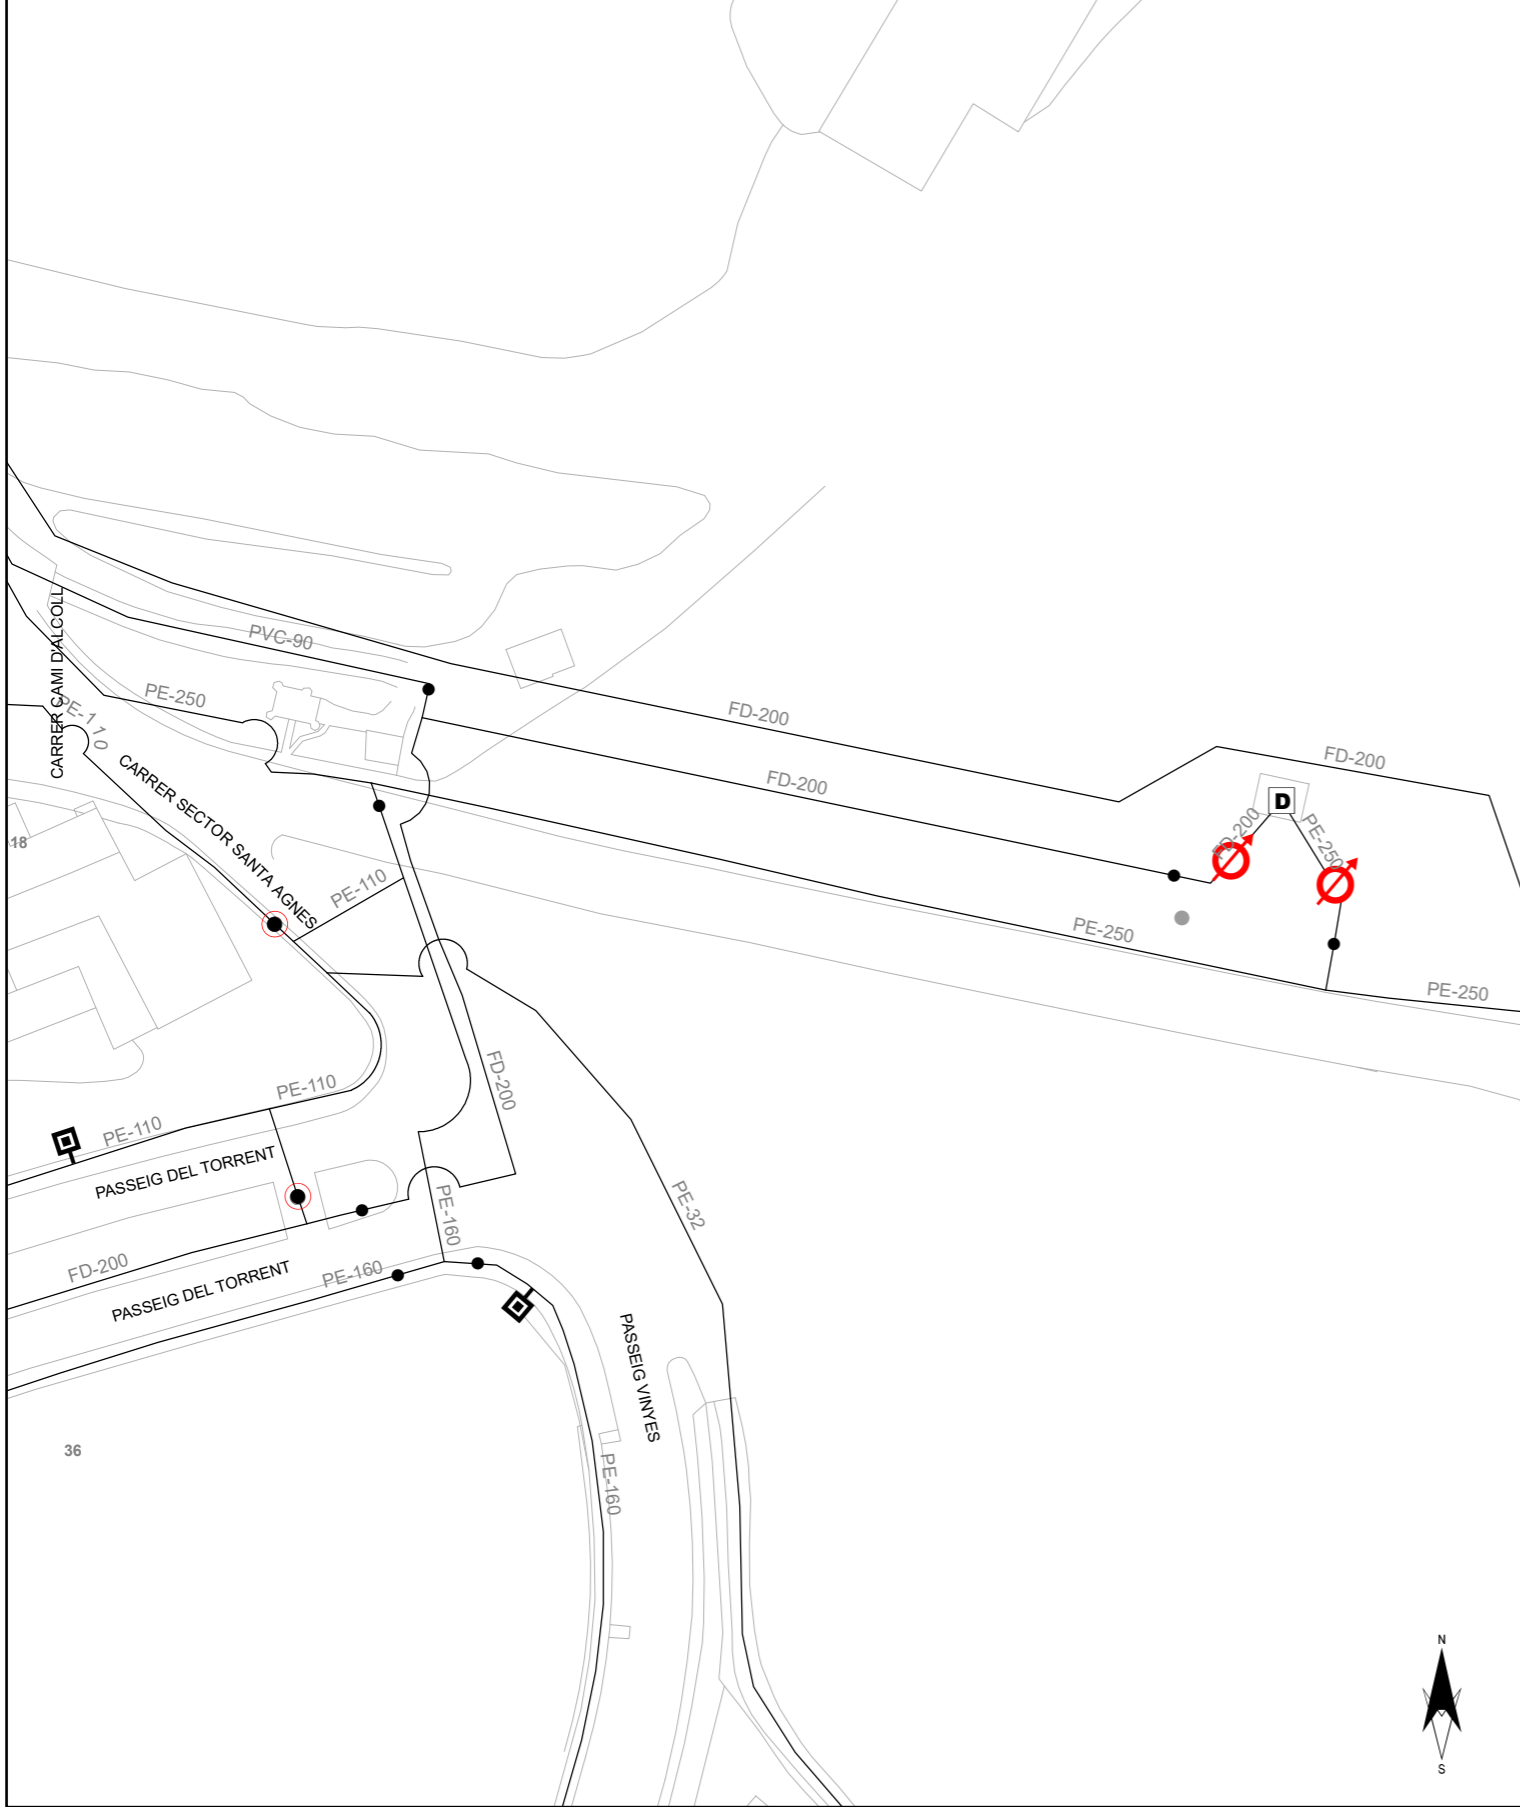 CARRER CAMI D'ALCOLL
PVC-90
PE-250
PE-110
FD-200
FD-200
FD-200
D
FD-200
PE-250
CARRER SECTOR SANTA AGNES
18
PE-110
PE-250
PE-250
FD-200
PE-110
PE-110
PASSEIG DEL TORRENT
PE-160
PE-32
FD-200
PASSEIG DEL TORRENT
PE-160
PASSEIG VINYES
36
PE-160
N
S